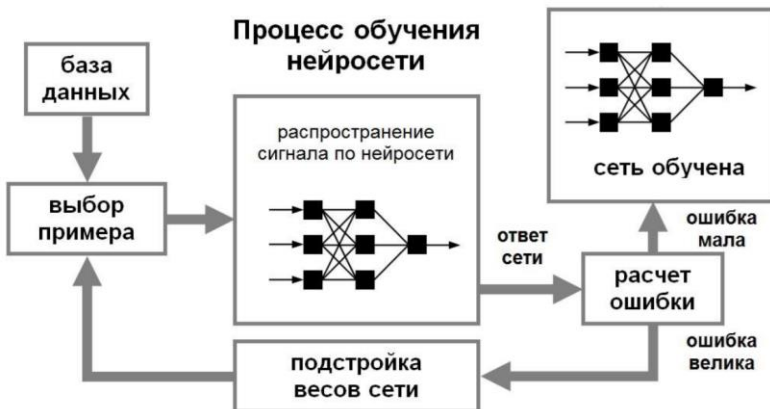 Процесс обучения
нейросети
база
данных
выбор
примера
распространение
сигнала по нейросети
ответ
сети
расчет
ошибки
ошибка
мала
сеть обучена
ошибка
велика
подстройка
весов сети